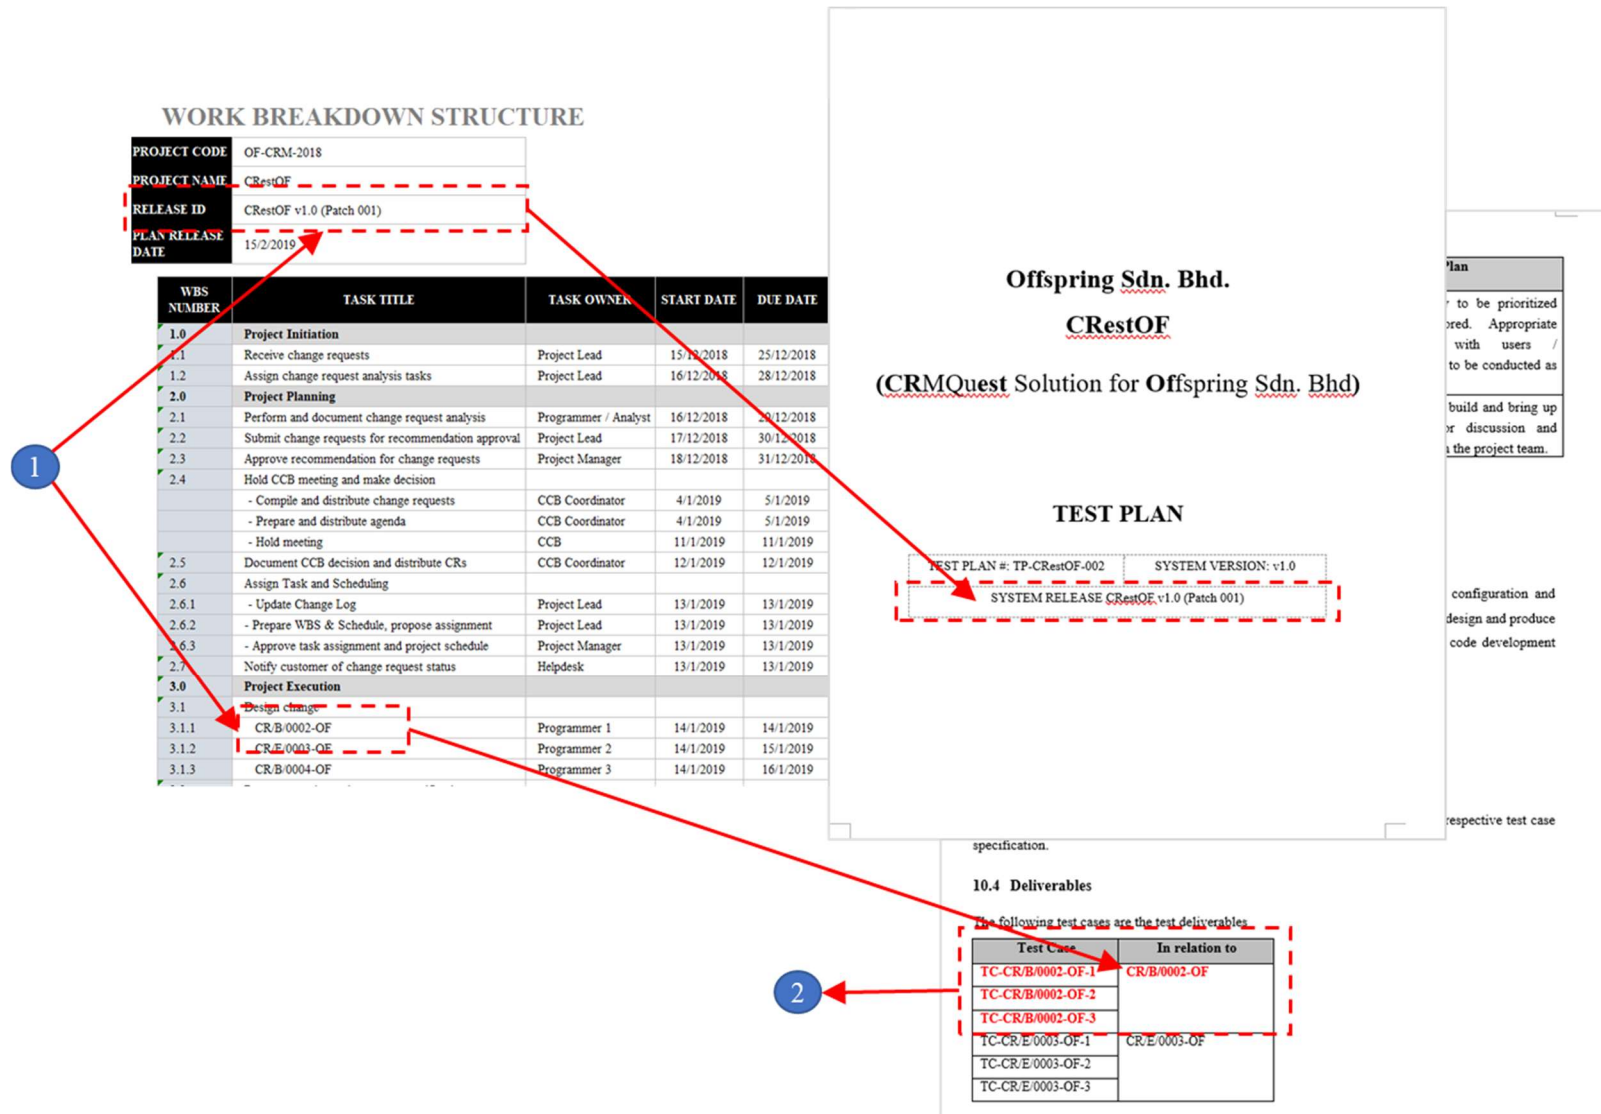 WORK BREAKDOWN STRUCTURE
PROJECT CODE OF-CRM-2018
PROJECT NAME CRestOF
RELEASE ID CRestOF v1.0 (Patch 001)
PLAN RELEASE DATE 15/2/2019
WBS NUMBER TASK TITLE TASK OWNER START DATE DUE DATE
1.0 Project Initiation
1.1 Receive change requests Project Lead 15/12/2018 25/12/2018
1.2 Assign change request analysis tasks Project Lead 16/12/2018 28/12/2018
2.0 Project Planning
2.1 Perform and document change request analysis Programmer / Analyst 16/12/2018 29/12/2018
2.2 Submit change requests for recommendation approval Project Lead 17/12/2018 30/12/2018
2.3 Approve recommendation for change requests Project Manager 18/12/2018 31/12/2018
2.4 Hold CCB meeting and make decision
- Compile and distribute change requests CCB Coordinator 4/1/2019 5/1/2019
- Prepare and distribute agenda CCB Coordinator 4/1/2019 5/1/2019
- Hold meeting CCB 11/1/2019 11/1/2019
2.5 Document CCB decision and distribute CRs CCB Coordinator 12/1/2019 12/1/2019
2.6 Assign Task and Scheduling
2.6.1 - Update Change Log Project Lead 13/1/2019 13/1/2019
2.6.2 - Prepare WBS & Schedule, propose assignment Project Lead 13/1/2019 13/1/2019
2.6.3 - Approve task assignment and project schedule Project Manager 13/1/2019 13/1/2019
2.7 Notify customer of change request status Helpdesk 13/1/2019 13/1/2019
3.0 Project Execution
3.1 Design change
3.1.1 CR/B/0002-OF Programmer 1 14/1/2019 14/1/2019
3.1.2 CR/E/0003-OF Programmer 2 14/1/2019 15/1/2019
3.1.3 CR/B/0004-OF Programmer 3 14/1/2019 16/1/2019
1
Offspring Sdn. Bhd.
CRestOF
(CRMQuest Solution for Offspring Sdn. Bhd)
TEST PLAN
TEST PLAN #: TP-CRestOF-002 SYSTEM VERSION: v1.0
SYSTEM RELEASE CRestOF v1.0 (Patch 001)
Plan
to be prioritized
ored. Appropriate
with users /
to be conducted as
build and bring up
or discussion and
the project team.
configuration and
design and produce
code development
respective test case
specification.
10.4 Deliverables
The following test cases are the test deliverables
Test Case In relation to
TC-CR/B/0002-OF-1 CR/B/0002-OF
TC-CR/B/0002-OF-2
TC-CR/B/0002-OF-3
TC-CR/E/0003-OF-1 CR/E/0003-OF
TC-CR/E/0003-OF-2
TC-CR/E/0003-OF-3
2